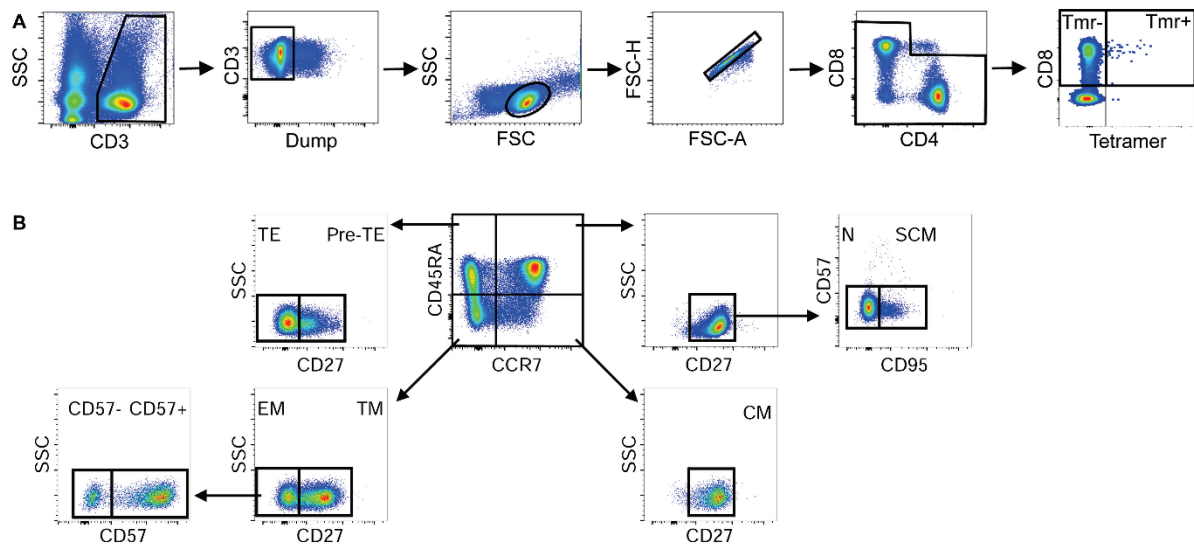 A
SSC
CD3
CD3
Dump
SSC
FSC
FSC-H
FSC-A
CD8
CD4
Tmr- Tmr+
CD8
Tetramer
B
TE Pre-TE
SSC
CD27
CD45RA
CCR7
SSC
CD27
N SCM
CD57
CD95
CD57- CD57+
SSC
CD57
EM TM
SSC
CD27
CM
SSC
CD27